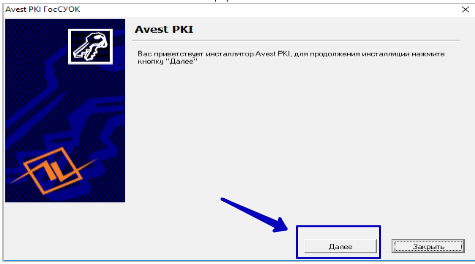 Avest PKI ГосСУОК
Avest PKI
Вас приветствует инсталлятор Avest PKI, для продолжения инсталляции нажмите
кнопку "Далее"
Далее
Закрыть